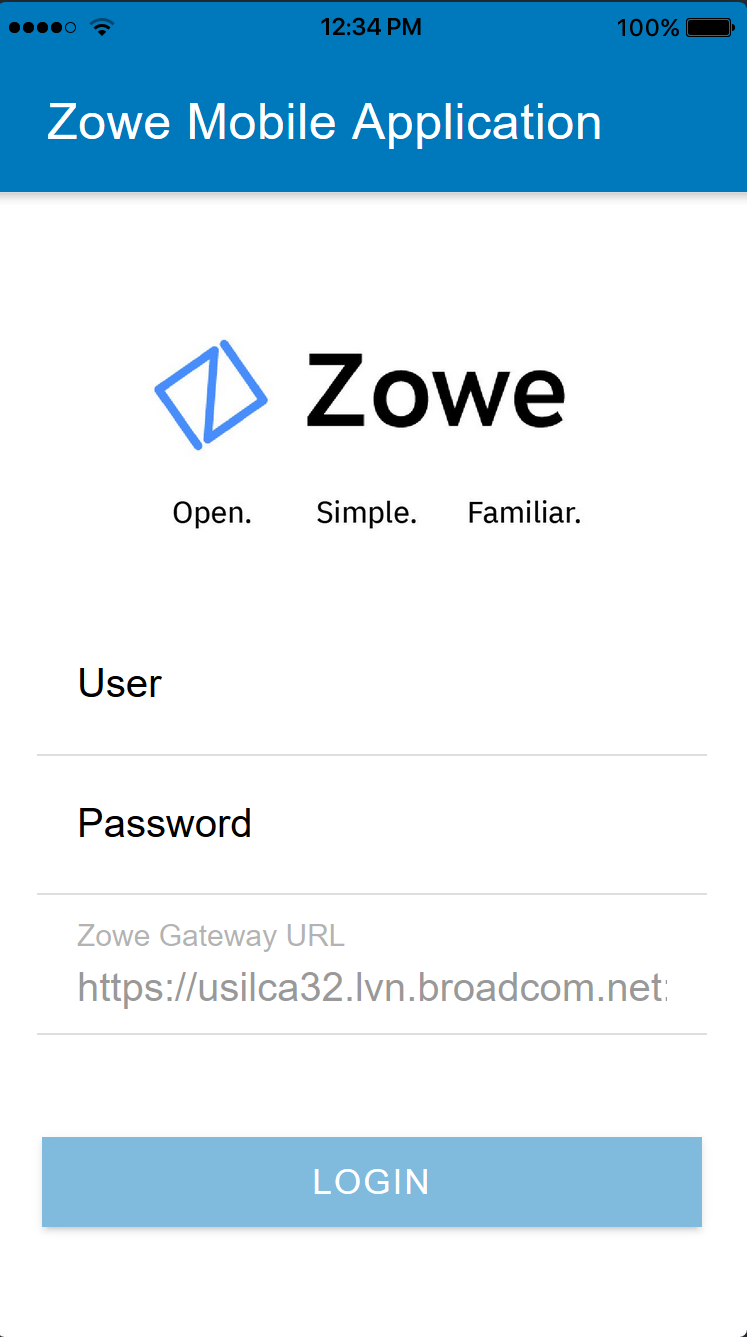 12:34 PM 100%
Zowe Mobile Application
Zowe
Open. Simple. Familiar.
User
Password
Zowe Gateway URL
https://usilca32.lvn.broadcom.net:
LOGIN